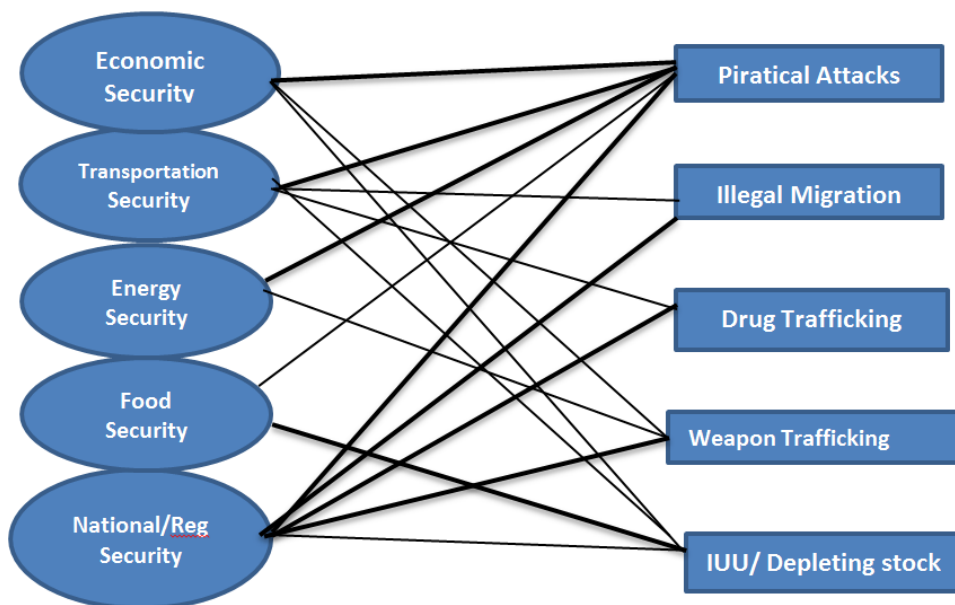 Economic
Security
Piratical Attacks
Transportation
Security
Illegal Migration
Energy
Security
Drug Trafficking
Food
Security
Weapon Trafficking
National/Reg
Security
IUU/ Depleting stock